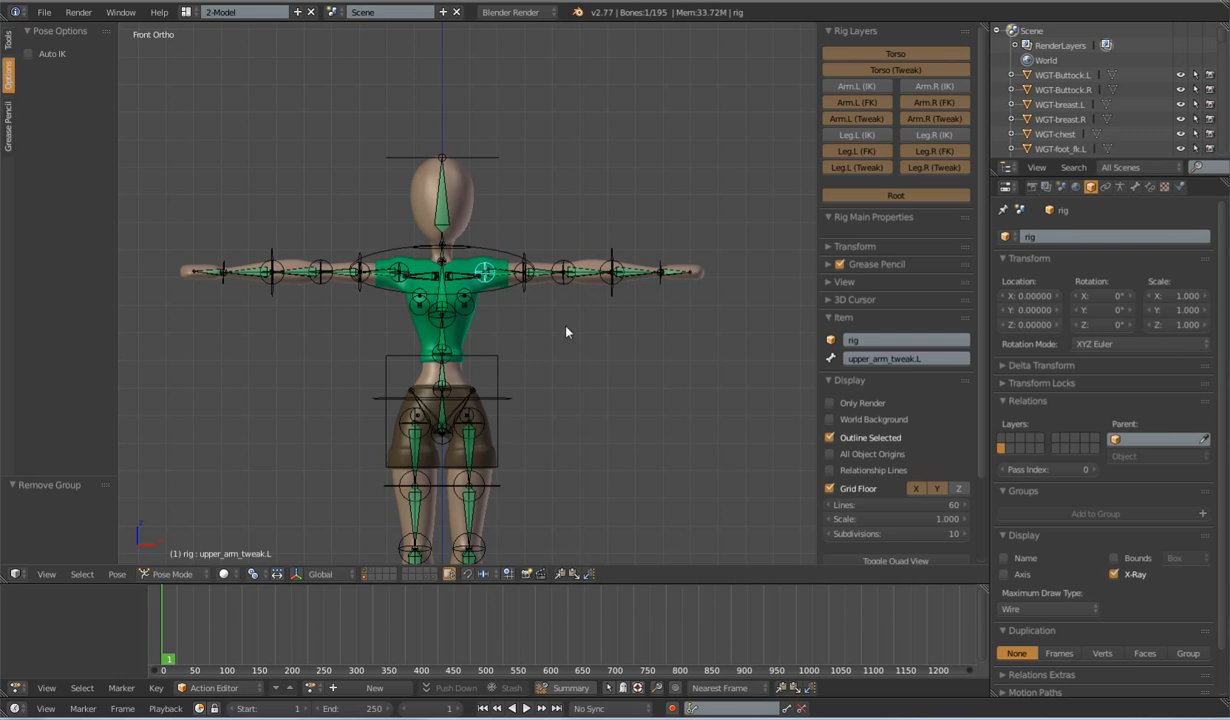 File Render Window Help 2-Model Scene Blender Render v2.77 | Bones:1/195 | Mem:33.72M | rig
Pose Options
Auto IK
Tools
Options
Grease Pencil
Remove Group
Front Ortho
(1) rig : upper_arm_tweak.L
Rig Layers
Torso
Torso (Tweak)
Arm.L (IK) Arm.R (IK)
Arm.L (FK) Arm.R (FK)
Arm.L (Tweak) Arm.R (Tweak)
Leg.L (IK) Leg.R (IK)
Leg.L (FK) Leg.R (FK)
Leg.L (Tweak) Leg.R (Tweak)
Root
Rig Main Properties
Transform
Grease Pencil
View
3D Cursor
Item
rig
upper_arm_tweak.L
Display
Only Render
World Background
Outline Selected
All Object Origins
Relationship Lines
Grid Floor X Y Z
Lines: 60
Scale: 1.000
Subdivisions: 10
Toggle Quad View
Scene
RenderLayers
World
WGT-Buttock.L
WGT-Buttock.R
WGT-breast.L
WGT-breast.R
WGT-chest
WGT-foot_fk.L
View Search All Scenes
rig
rig
Transform
Location: Rotation: Scale:
X: 0.00000 X: 0° X: 1.000
Y: 0.00000 Y: 0° Y: 1.000
Z: 0.00000 Z: 0° Z: 1.000
Rotation Mode: XYZ Euler
Delta Transform
Transform Locks
Relations
Layers: Parent:
Object
Pass Index: 0
Groups
Add to Group
Display
Name Bounds Box
Axis X-Ray
Maximum Draw Type:
Wire
Duplication
None Frames Verts Faces Group
Relations Extras
Motion Paths
View Select Pose Pose Mode Global
1
0 50 100 150 200 250 300 350 400 450 500 550 600 650 700 750 800 850 900 950 1000 1050 1100 1150 1200
View Select Marker Key Action Editor New Push Down Stash Summary Nearest Frame
View Marker Frame Playback Start: 1 End: 250 1 No Sync